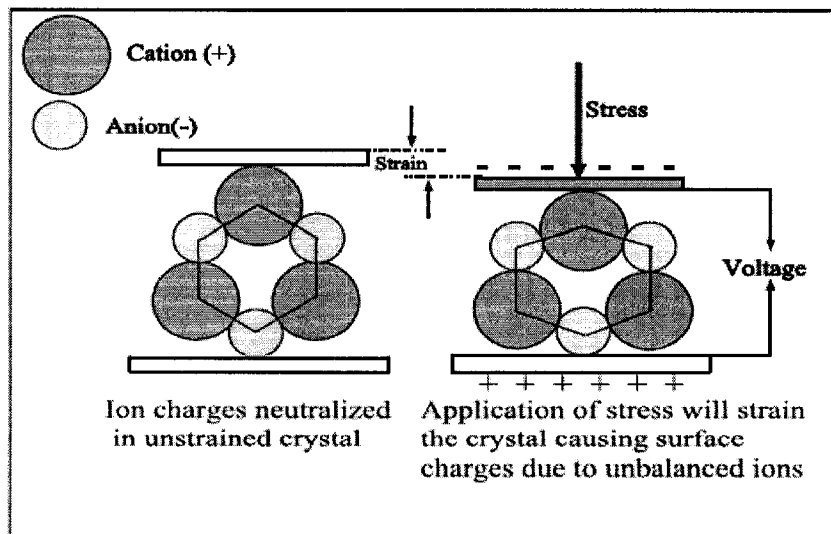 Cation (+)
Anion(-)
Stress
Strain
- - - - - -
Voltage
+ + + + + +
Ion charges neutralized
in unstrained crystal
Application of stress will strain
the crystal causing surface
charges due to unbalanced ions